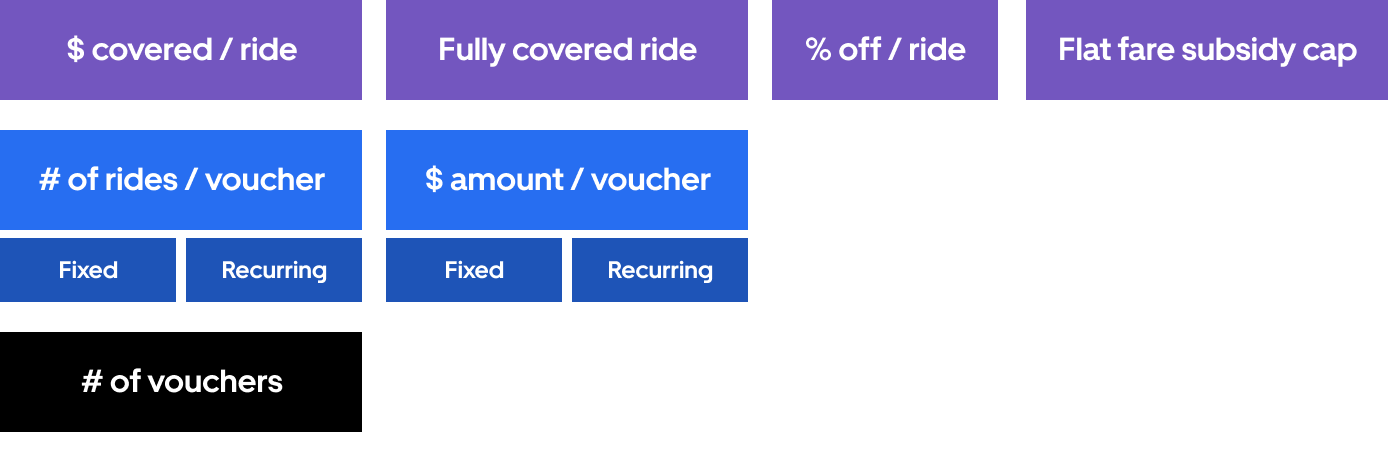 $ covered / ride
Fully covered ride
% off / ride
Flat fare subsidy cap
# of rides / voucher
$ amount / voucher
Fixed
Recurring
Fixed
Recurring
# of vouchers